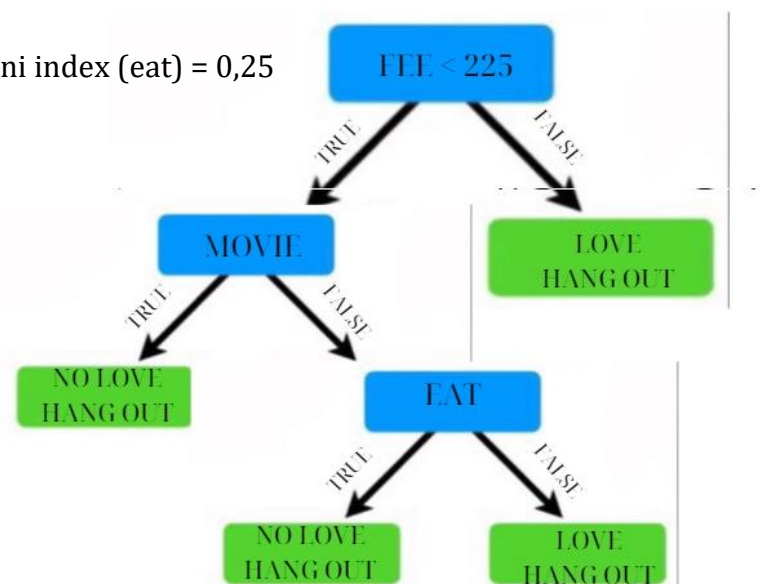 ni index (eat) = 0,25
FEE < 225
TRUE
FALSE
MOVIE
LOVE
HANG OUT
TRUE
FALSE
NO LOVE
HANG OUT
EAT
TRUE
FALSE
NO LOVE
HANG OUT
LOVE
HANG OUT